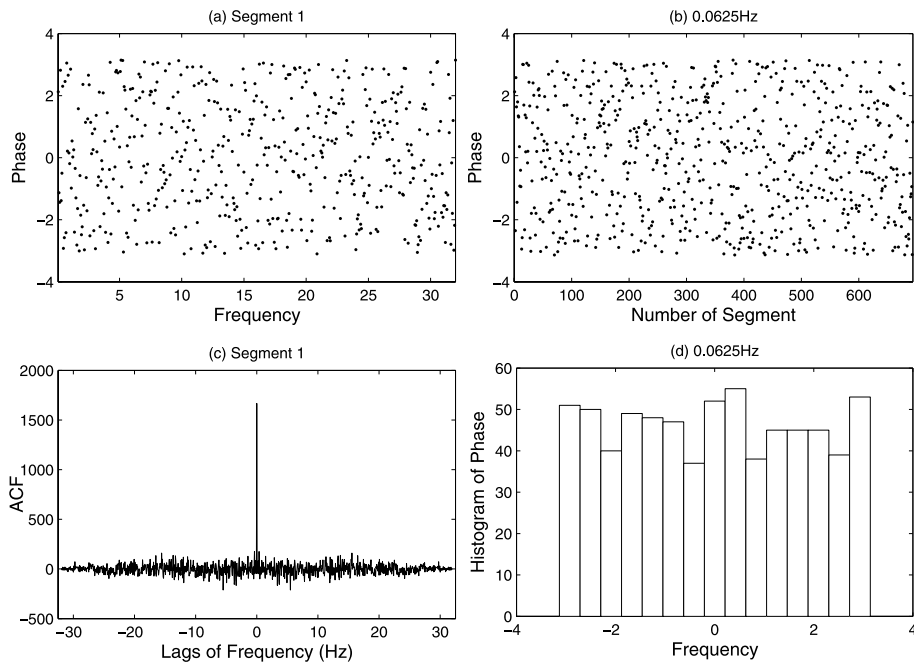 (a) Segment 1
4
2
0
−2
−4
Phase
5 10 15 20 25 30
Frequency
(b) 0.0625Hz
4
2
0
−2
−4
Phase
0 100 200 300 400 500 600
Number of Segment
(c) Segment 1
2000
1500
1000
500
0
−500
ACF
−30 −20 −10 0 10 20 30
Lags of Frequency (Hz)
(d) 0.0625Hz
60
50
40
30
20
10
0
Histogram of Phase
−4 −2 0 2 4
Frequency